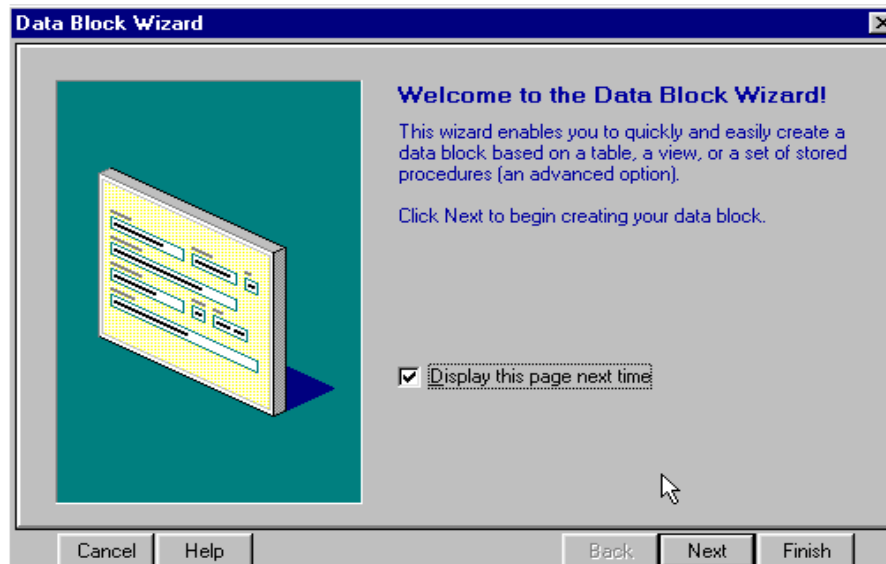 Data Block Wizard
Welcome to the Data Block Wizard!
This wizard enables you to quickly and easily create a
data block based on a table, a view, or a set of stored
procedures (an advanced option).
Click Next to begin creating your data block.
Display this page next time
Cancel Help Back Next Finish